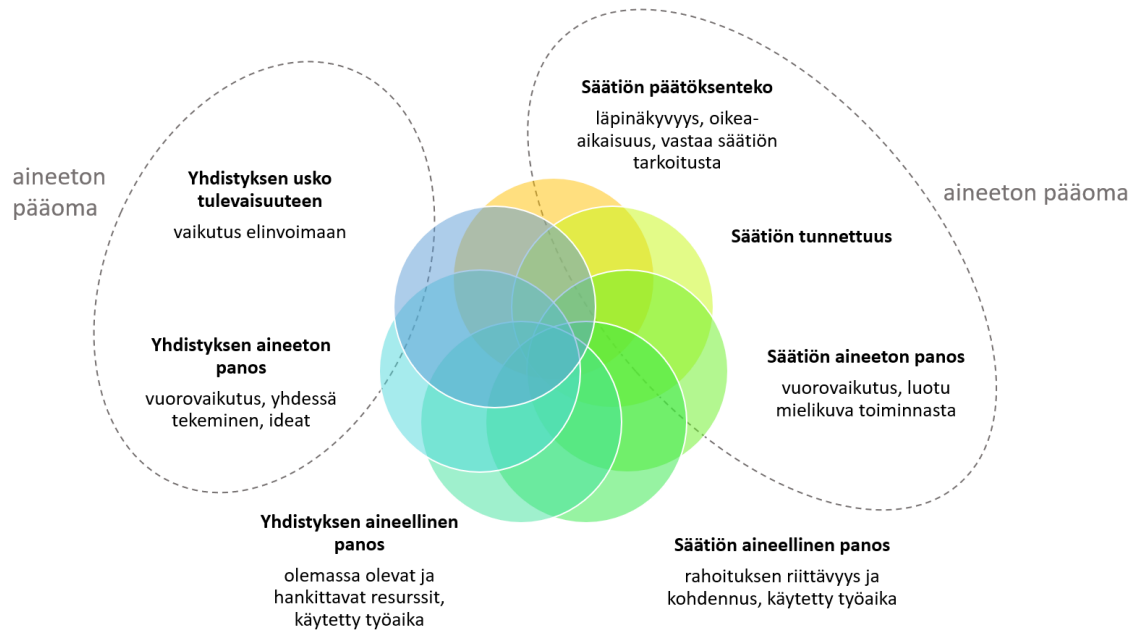 Säätiön päätöksenteko
läpinäkyvyys, oikea-
aikaisuus, vastaa säätiön
tarkoitusta
aineeton
pääoma
Yhdistyksen usko
tulevaisuuteen
vaikutus elinvoimaan
aineeton pääoma
Säätiön tunnettuus
Yhdistyksen aineeton
panos
vuorovaikutus, yhdessä
tekeminen, ideat
Säätiön aineeton panos
vuorovaikutus, luotu
mielikuva toiminnasta
Yhdistyksen aineellinen
panos
olemassa olevat ja
hankittavat resurssit,
käytetty työaika
Säätiön aineellinen panos
rahoituksen riittävyys ja
kohdennus, käytetty työaika